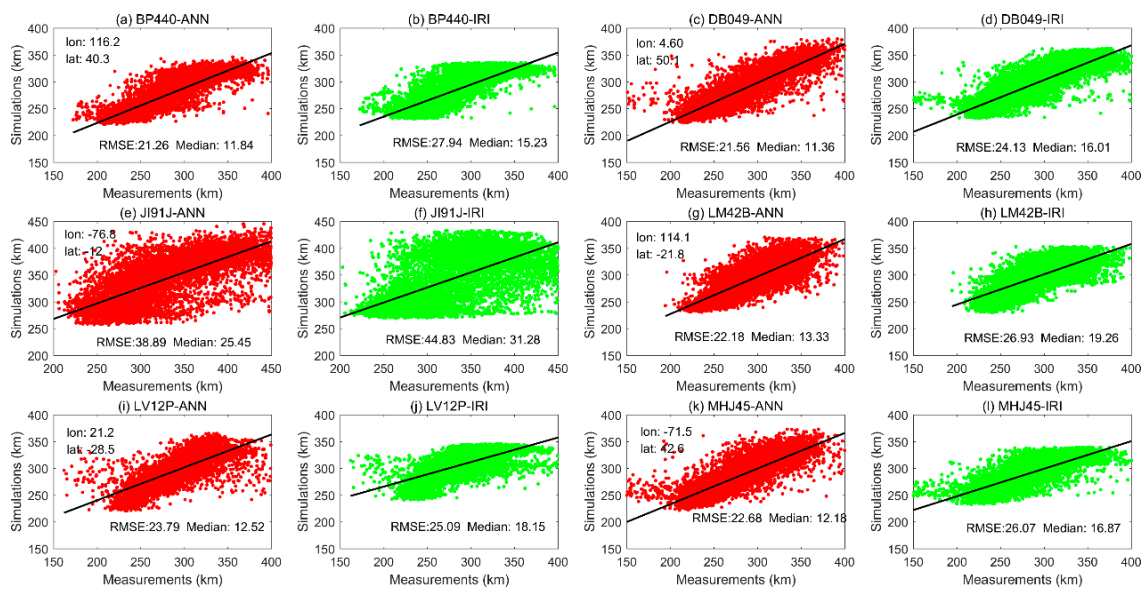 (a) BP440-ANN
400
350
300
250
200
150
Simulations (km)
lon: 116.2
lat: 40.3
RMSE:21.26 Median: 11.84
150 200 250 300 350 400
Measurements (km)
(b) BP440-IRI
400
350
300
250
200
150
Simulations (km)
RMSE:27.94 Median: 15.23
150 200 250 300 350 400
Measurements (km)
(c) DB049-ANN
400
350
300
250
200
150
Simulations (km)
lon: 4.60
lat: 50.1
RMSE:21.56 Median: 11.36
150 200 250 300 350 400
Measurements (km)
(d) DB049-IRI
400
350
300
250
200
150
Simulations (km)
RMSE:24.13 Median: 16.01
150 200 250 300 350 400
Measurements (km)
(e) JI91J-ANN
450
400
350
300
250
200
Simulations (km)
lon: -76.8
lat: -12
RMSE:38.89 Median: 25.45
200 250 300 350 400 450
Measurements (km)
(f) JI91J-IRI
450
400
350
300
250
200
Simulations (km)
RMSE:44.83 Median: 31.28
200 250 300 350 400 450
Measurements (km)
(g) LM42B-ANN
400
350
300
250
200
150
Simulations (km)
lon: 114.1
lat: -21.8
RMSE:22.18 Median: 13.33
150 200 250 300 350 400
Measurements (km)
(h) LM42B-IRI
400
350
300
250
200
150
Simulations (km)
RMSE:26.93 Median: 19.26
150 200 250 300 350 400
Measurements (km)
(i) LV12P-ANN
400
350
300
250
200
150
Simulations (km)
lon: 21.2
lat: -28.5
RMSE:23.79 Median: 12.52
150 200 250 300 350 400
Measurements (km)
(j) LV12P-IRI
400
350
300
250
200
150
Simulations (km)
RMSE:25.09 Median: 18.15
150 200 250 300 350 400
Measurements (km)
(k) MHJ45-ANN
400
350
300
250
200
150
Simulations (km)
lon: -71.5
lat: 42.6
RMSE:22.68 Median: 12.18
150 200 250 300 350 400
Measurements (km)
(l) MHJ45-IRI
400
350
300
250
200
150
Simulations (km)
RMSE:26.07 Median: 16.87
150 200 250 300 350 400
Measurements (km)